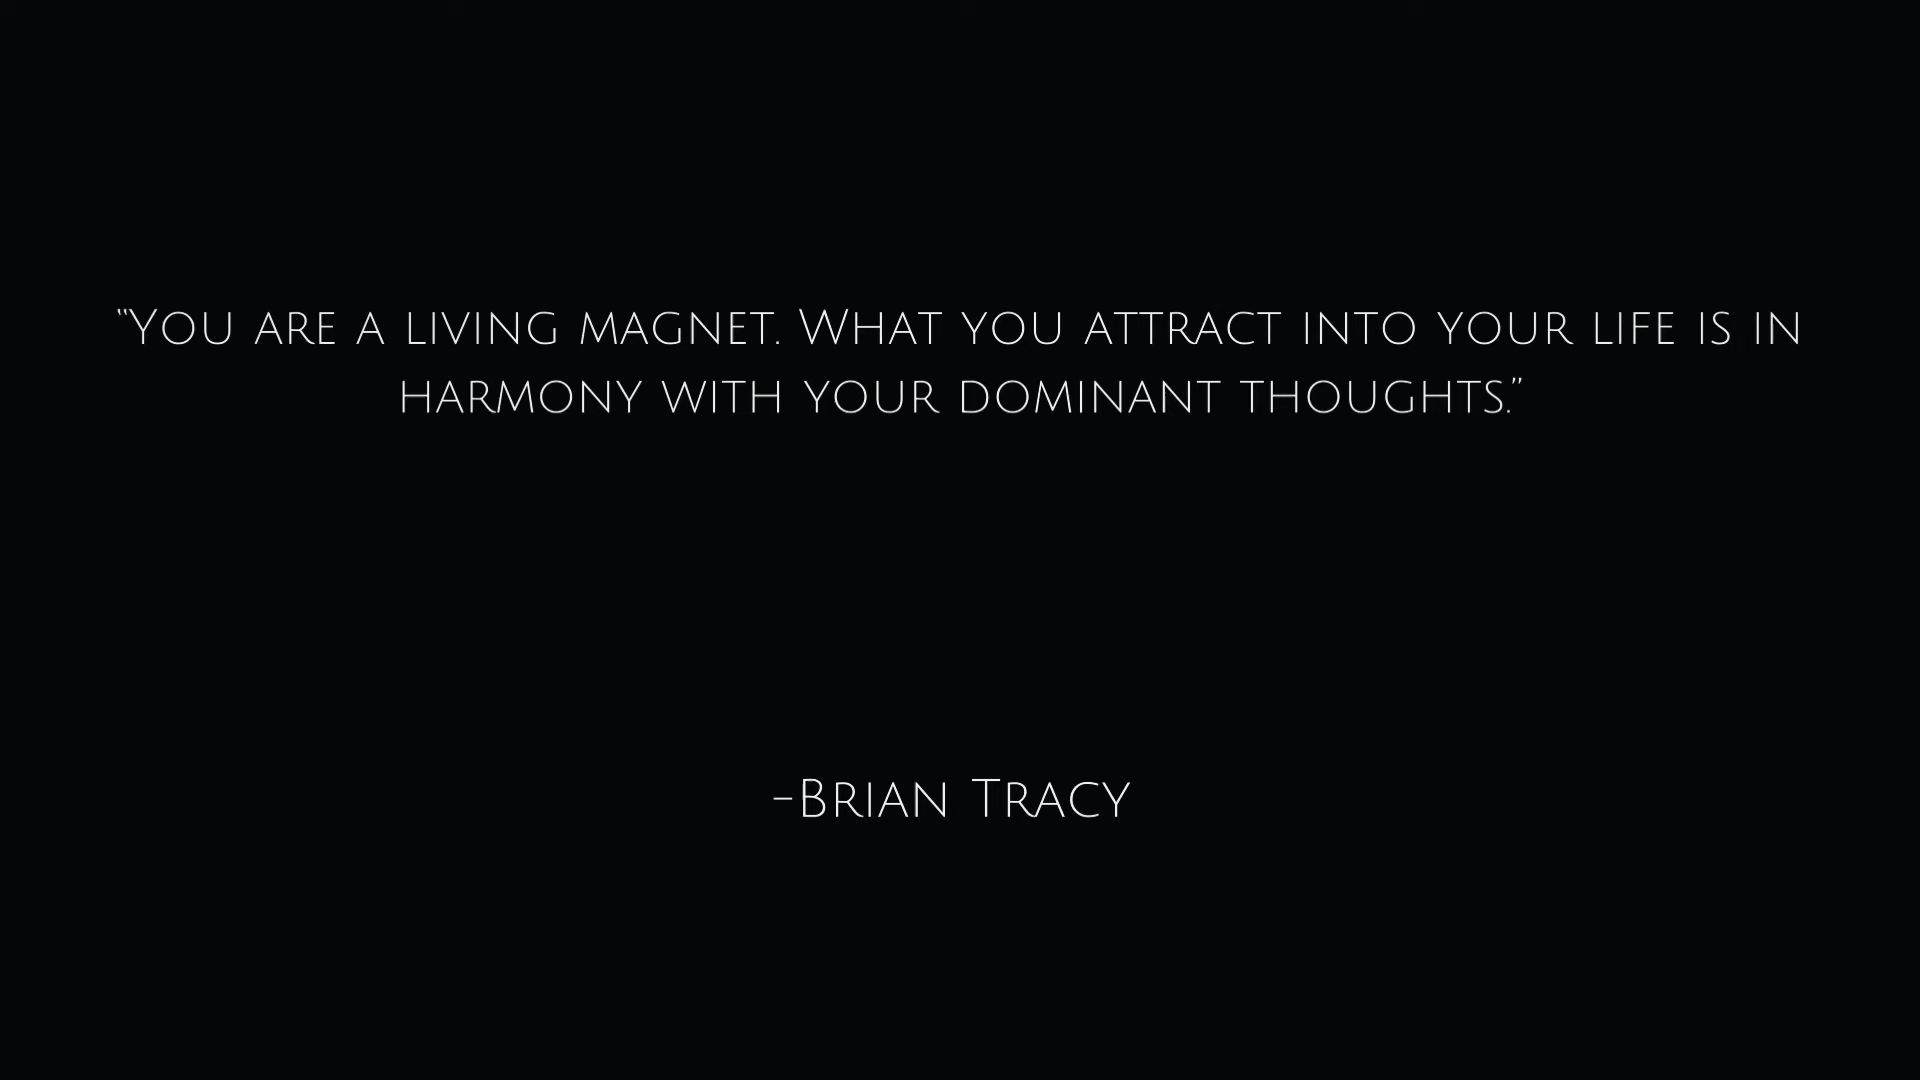 “You are a living magnet. What you attract into your life is in
harmony with your dominant thoughts.”
-Brian Tracy